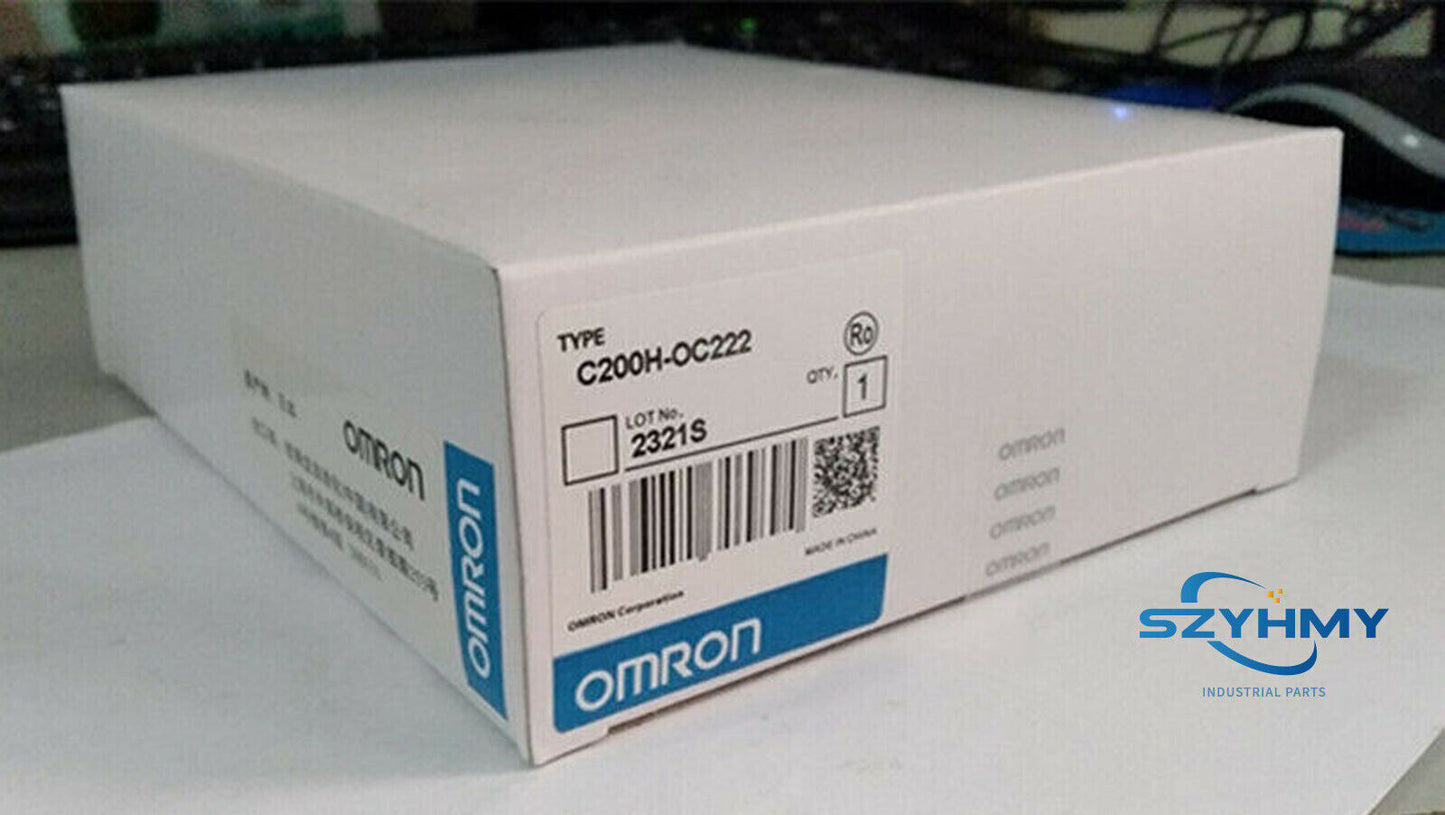 TYPE
C200H-OC222
Ro
QTY.
1
LOT No.
2321S
MADE IN CHINA
OMRON Corporation
OMRON
OMRON
OMRON
OMRON
OMRON
OMRON
OMRON
SZYHMY
INDUSTRIAL PARTS